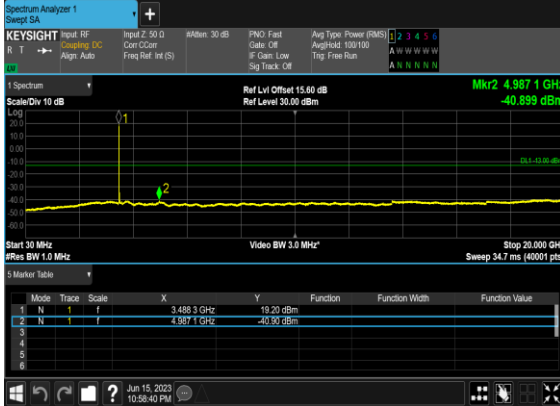 Spectrum Analyzer 1
Swept SA
+
KEYSIGHT Input: RF Input Z: 50 Ω #Atten: 30 dB PNO: Fast Avg Type: Power (RMS) 1 2 3 4 5 6
R T Coupling: DC Corr CCorr Gate: Off Avg|Hold: 100/100 A W W W W W
Align: Auto Freq Ref: Int (S) IF Gain: Low Trig: Free Run
Sig Track: Off A N N N N N
1 Spectrum
Scale/Div 10 dB Ref Lvl Offset 15.60 dB Mkr2 4.987 1 GHz
Ref Level 30.00 dBm -40.899 dBm
Log
20.0
10.0
0.00
-10.0
-20.0
-30.0
-40.0
-50.0
-60.0
1
2
DL1 -13.00 dBm
Start 30 MHz Video BW 3.0 MHz* Stop 20.000 GH
#Res BW 1.0 MHz Sweep 34.7 ms (40001 pts
5 Marker Table
Mode Trace Scale X Y Function Function Width Function Value
1 N 1 f 3.488 3 GHz 19.20 dBm
2 N 1 f 4.987 1 GHz -40.90 dBm
3
4
5
6
?
Jun 15, 2023
10:58:40 PM